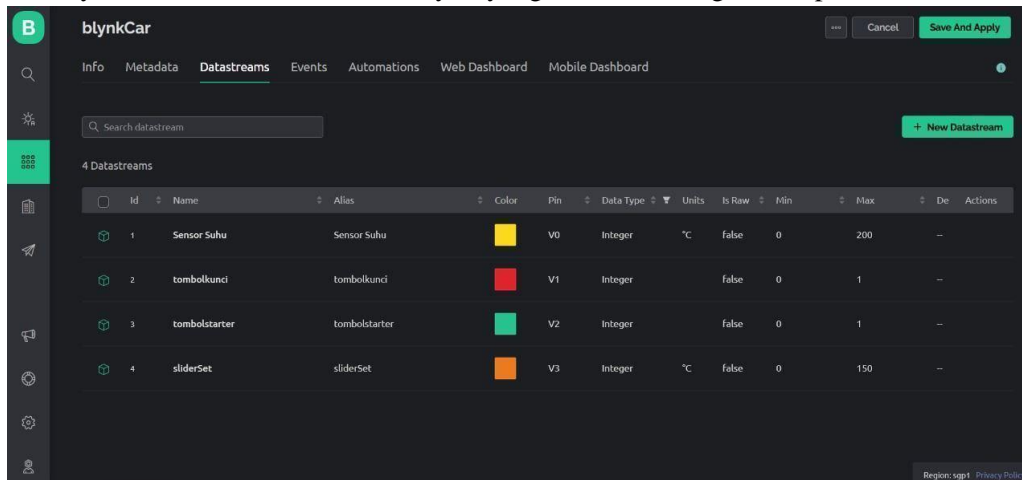 B
blynkCar
Cancel
Save And Apply
Info Metadata Datastreams Events Automations Web Dashboard Mobile Dashboard
Search datastream
+ New Datastream
4 Datastreams
Id Name Alias Color Pin Data Type Units Is Raw Min Max De Actions
1 Sensor Suhu Sensor Suhu V0 Integer °C false 0 200 --
2 tombolkunci tombolkunci V1 Integer false 0 1 --
3 tombolstarter tombolstarter V2 Integer false 0 1 --
4 sliderSet sliderSet V3 Integer °C false 0 150 --
Region: sgp1 Privacy Polic